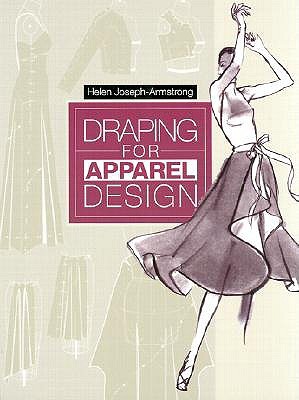 Helen Joseph-Armstrong
DRAPING
FOR
APPAREL
DESIGN